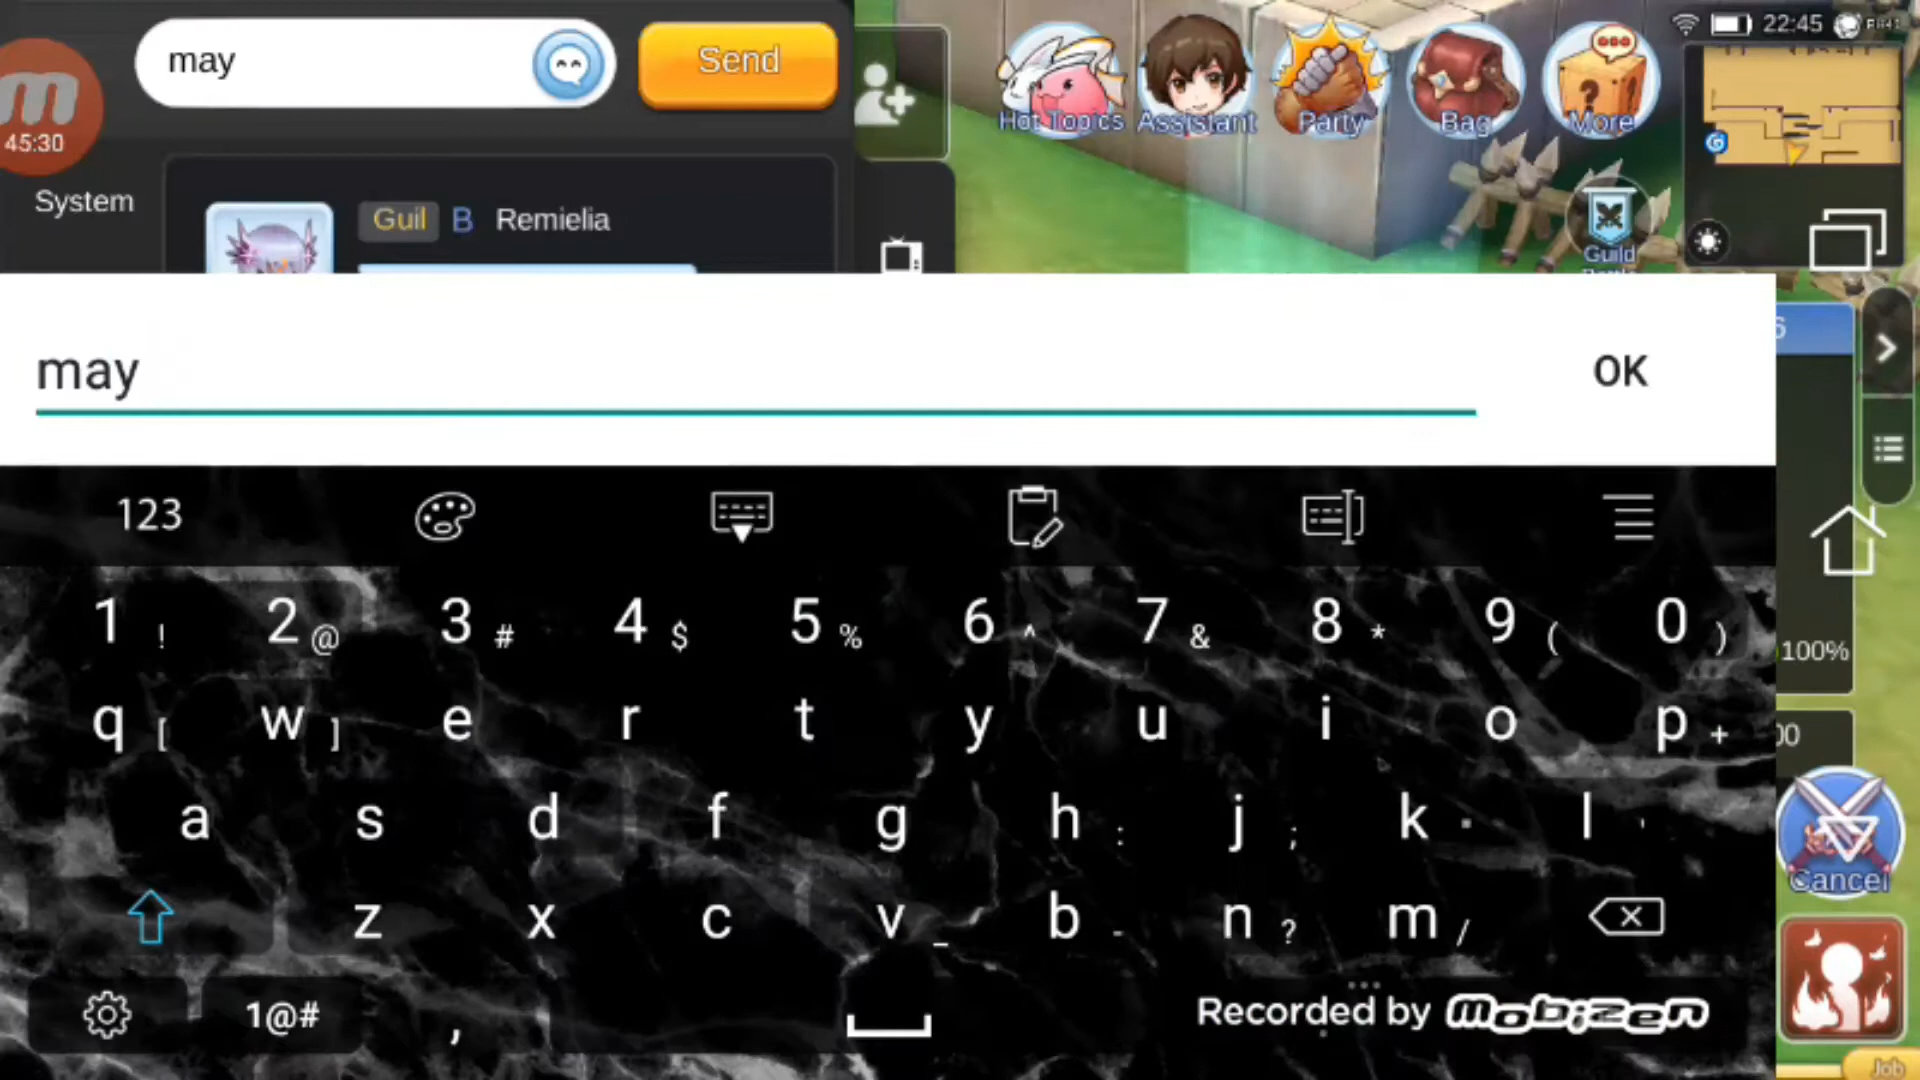 may
Send
45:30
System
Guil B Remielia
Hot Topics
Assistant
Party
Bag
More
22:45
Guild
may
OK
123
1 ! 2 @ 3 # 4 $ 5 % 6 ^ 7 & 8 * 9 ( 0 )
q [ w ] e r t y u i o p +
a s d f g h : j ; k l '
z x c v _ b - n ? m /
1@# ,
Recorded by Mobizen
100%
Cancel
Job